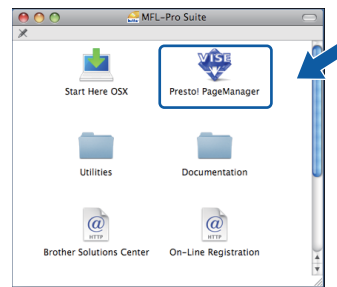 MFL-Pro Suite
VISE
Start Here OSX
Presto! PageManager
Utilities
Documentation
@
HTTP
@
HTTP
Brother Solutions Center
On-Line Registration